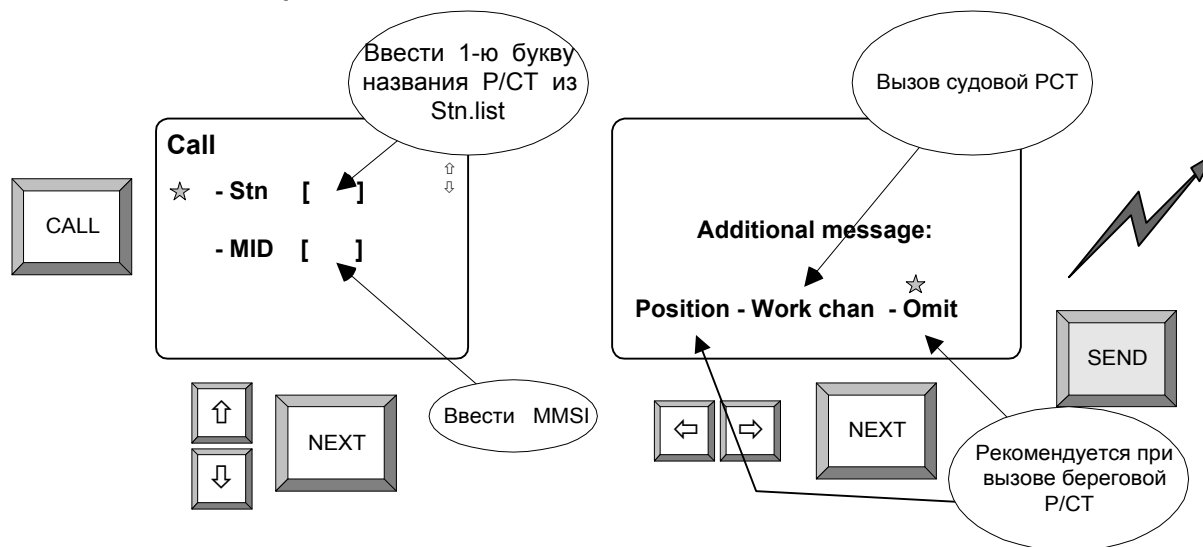 Ввести 1-ю букву
названия Р/СТ из
Stn.list
Вызов судовой РСТ
CALL
Call
- Stn [ ]
- MID [ ]
Additional message:
Position - Work chan - Omit
SEND
NEXT
Ввести MMSI
NEXT
Рекомендуется при
вызове береговой
Р/СТ